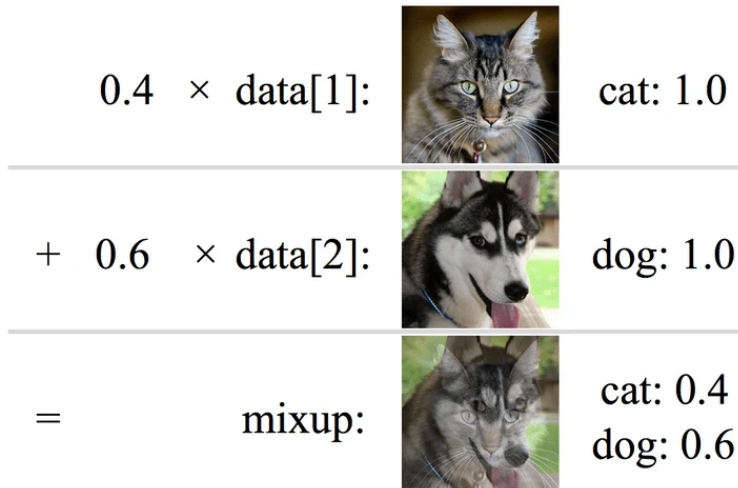 0.4 × data[1]: cat: 1.0
+ 0.6 × data[2]: dog: 1.0
= mixup: cat: 0.4
dog: 0.6